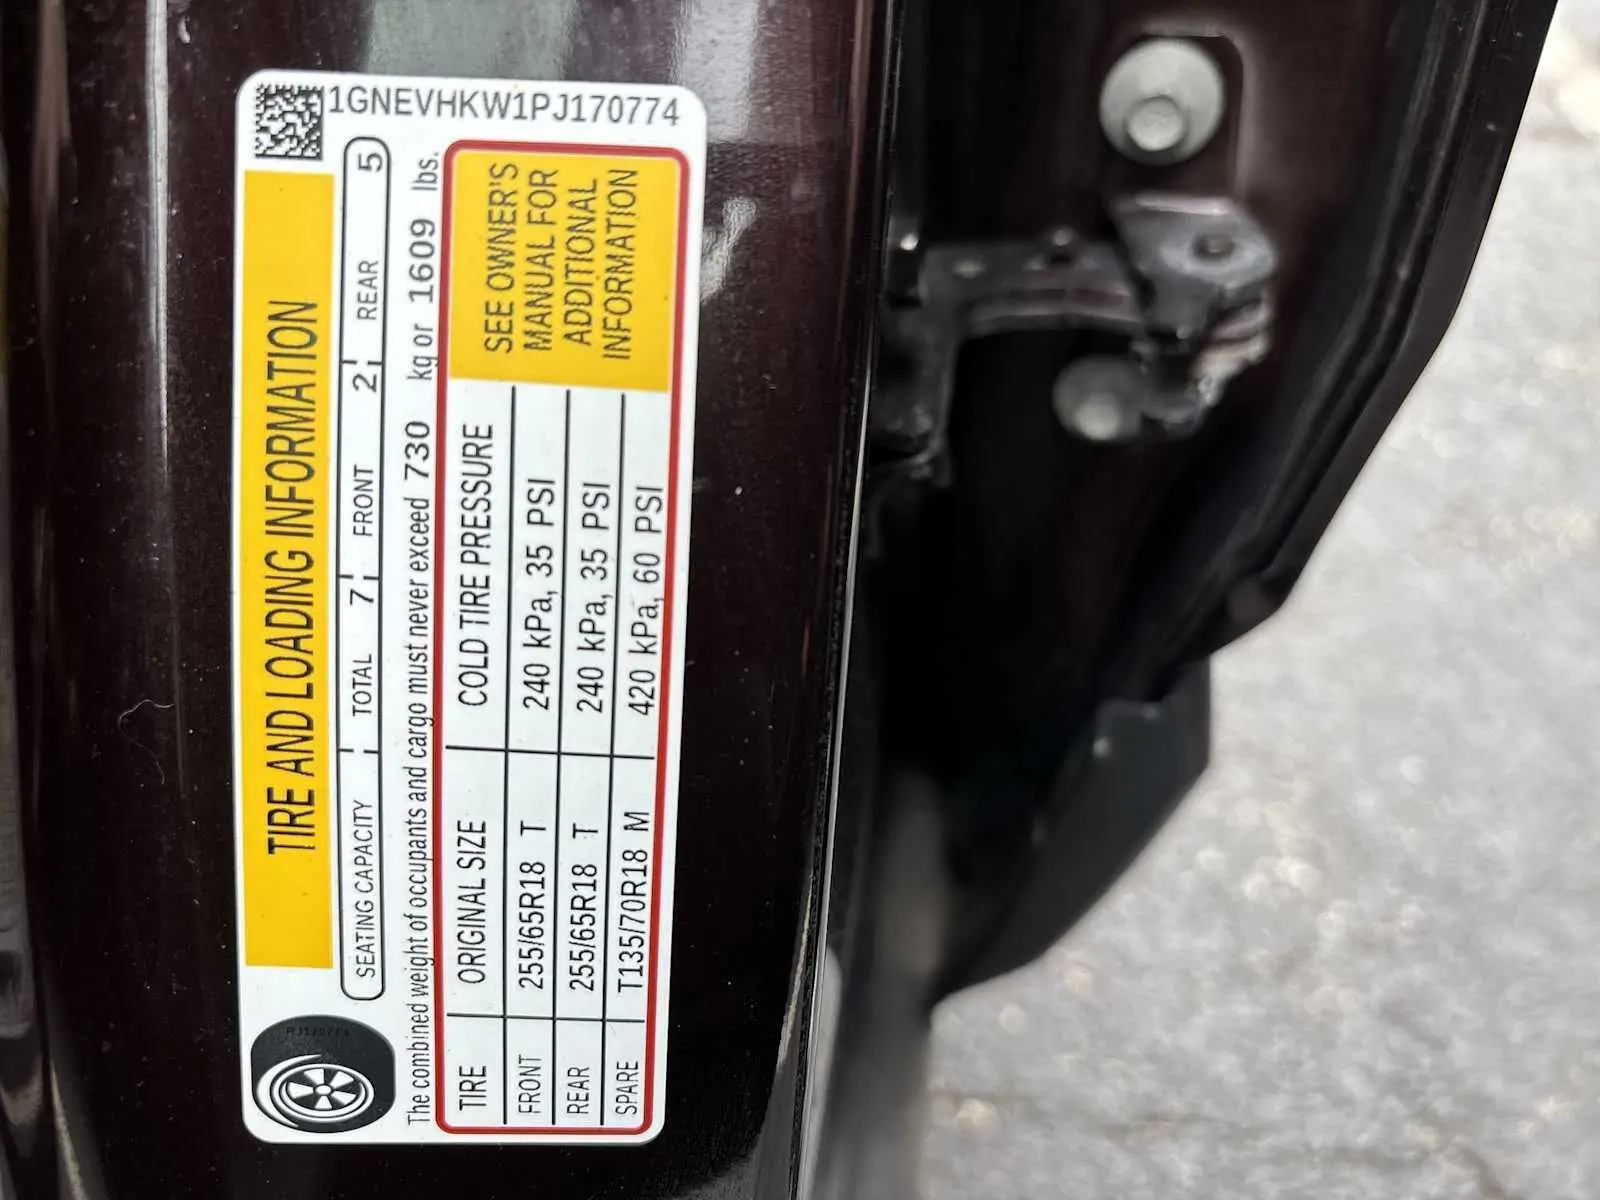 1GNEVHKW1PJ170774
TIRE AND LOADING INFORMATION
SEATING CAPACITY TOTAL 7 FRONT 2 REAR 5
The combined weight of occupants and cargo must never exceed 730 kg or 1609 lbs.
TIRE ORIGINAL SIZE COLD TIRE PRESSURE
FRONT 255/65R18 T 240 kPa, 35 PSI
REAR 255/65R18 T 240 kPa, 35 PSI
SPARE T135/70R18 M 420 kPa, 60 PSI
SEE OWNER'S
MANUAL FOR
ADDITIONAL
INFORMATION